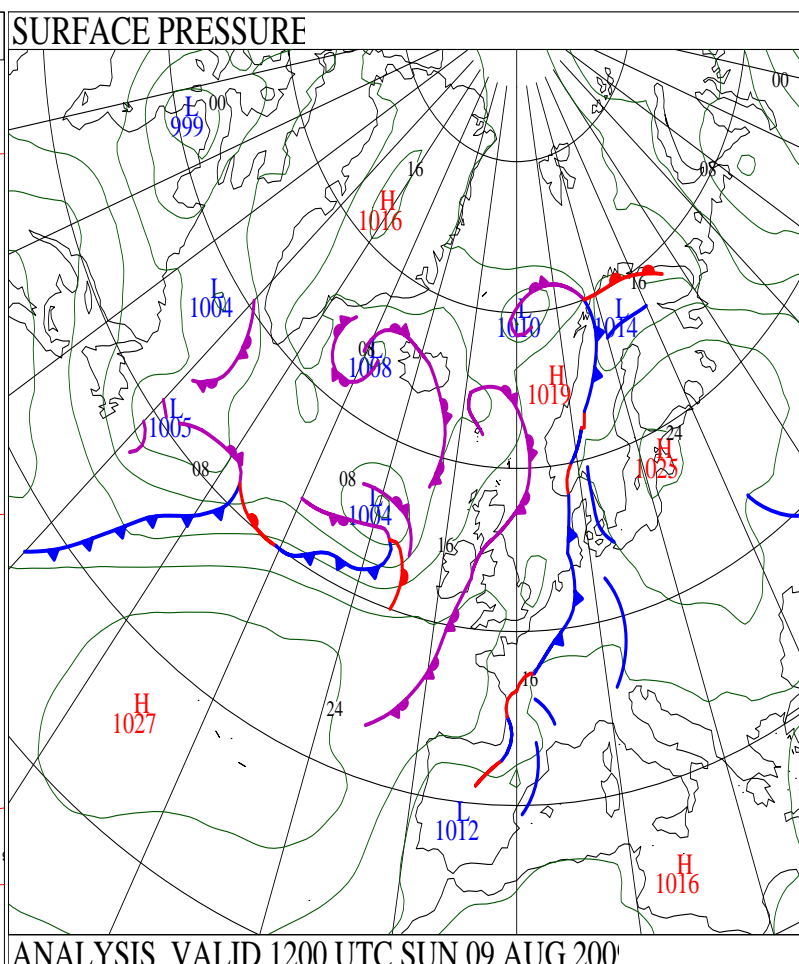 SURFACE PRESSURE
00
L
00
999
16
08
H
1016
16
L
1004
L
1010
L
1014
08
L
1008
H
1019
L
1005
24
H
1025
08
08
L
1004
16
16
H
1027
24
L
1012
H
1016
ANALYSIS VALID 1200 UTC SUN 09 AUG